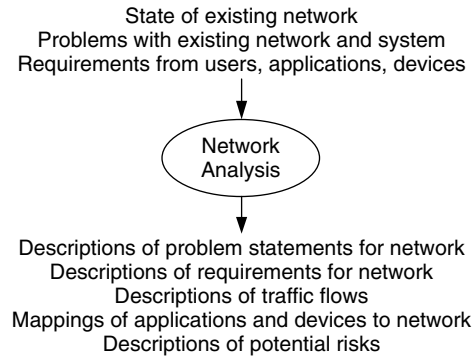 State of existing network
Problems with existing network and system
Requirements from users, applications, devices
Network
Analysis
Descriptions of problem statements for network
Descriptions of requirements for network
Descriptions of traffic flows
Mappings of applications and devices to network
Descriptions of potential risks